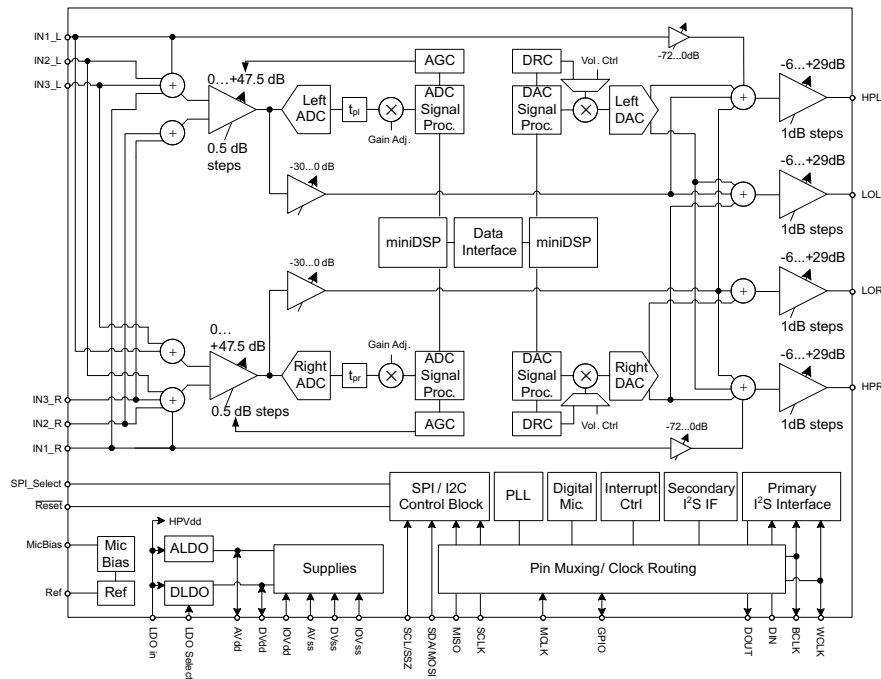 IN1_L
IN2_L
IN3_L
0…+47.5 dB
0.5 dB
steps
Left
ADC
tpl
Gain Adj.
AGC
ADC
Signal
Proc.
DRC
Vol. Ctrl
DAC
Signal
Proc.
Left
DAC
-72...0dB
-6...+29dB
1dB steps
HPL
-30...0 dB
-6...+29dB
1dB steps
LOL
miniDSP
Data
Interface
miniDSP
-30...0 dB
-6...+29dB
1dB steps
LOR
0…
+47.5 dB
0.5 dB steps
Right
ADC
tpr
Gain Adj.
ADC
Signal
Proc.
AGC
DAC
Signal
Proc.
DRC
Vol. Ctrl
Right
DAC
-6...+29dB
1dB steps
HPR
-72...0dB
IN3_R
IN2_R
IN1_R
SPI_Select
Reset
SPI / I2C
Control Block
PLL
Digital
Mic.
Interrupt
Ctrl
Secondary
I2S IF
Primary
I2S Interface
HPVdd
MicBias
Mic
Bias
ALDO
Supplies
Pin Muxing/ Clock Routing
Ref
Ref
DLDO
LDO in
LDO Select
AVdd
DVdd
IOVdd
AVss
DVss
IOVss
SCL/SSZ
SDA/MOSI
MISO
SCLK
MCLK
GPIO
DOUT
DIN
BCLK
WCLK